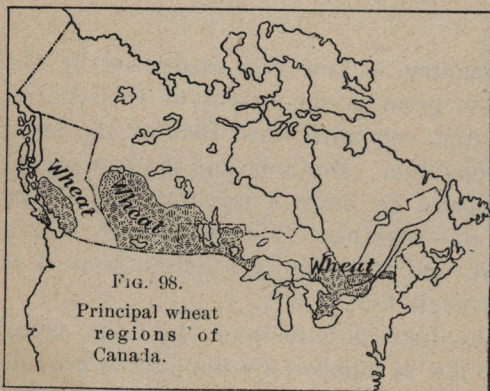 Wheat
Wheat
Wheat
FIG. 98.
Principal wheat
regions of
Canada.